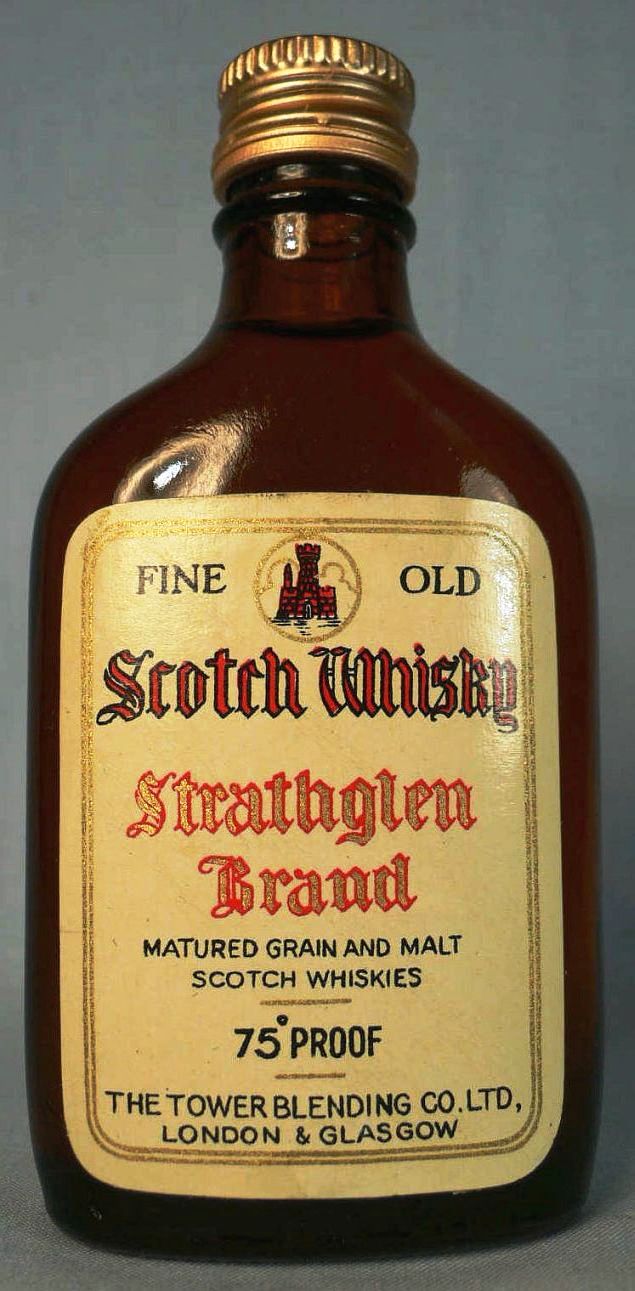 FINE OLD
Scotch Whisky
Strathglen
Brand
MATURED GRAIN AND MALT
SCOTCH WHISKIES
75° PROOF
THE TOWER BLENDING CO. LTD,
LONDON & GLASGOW